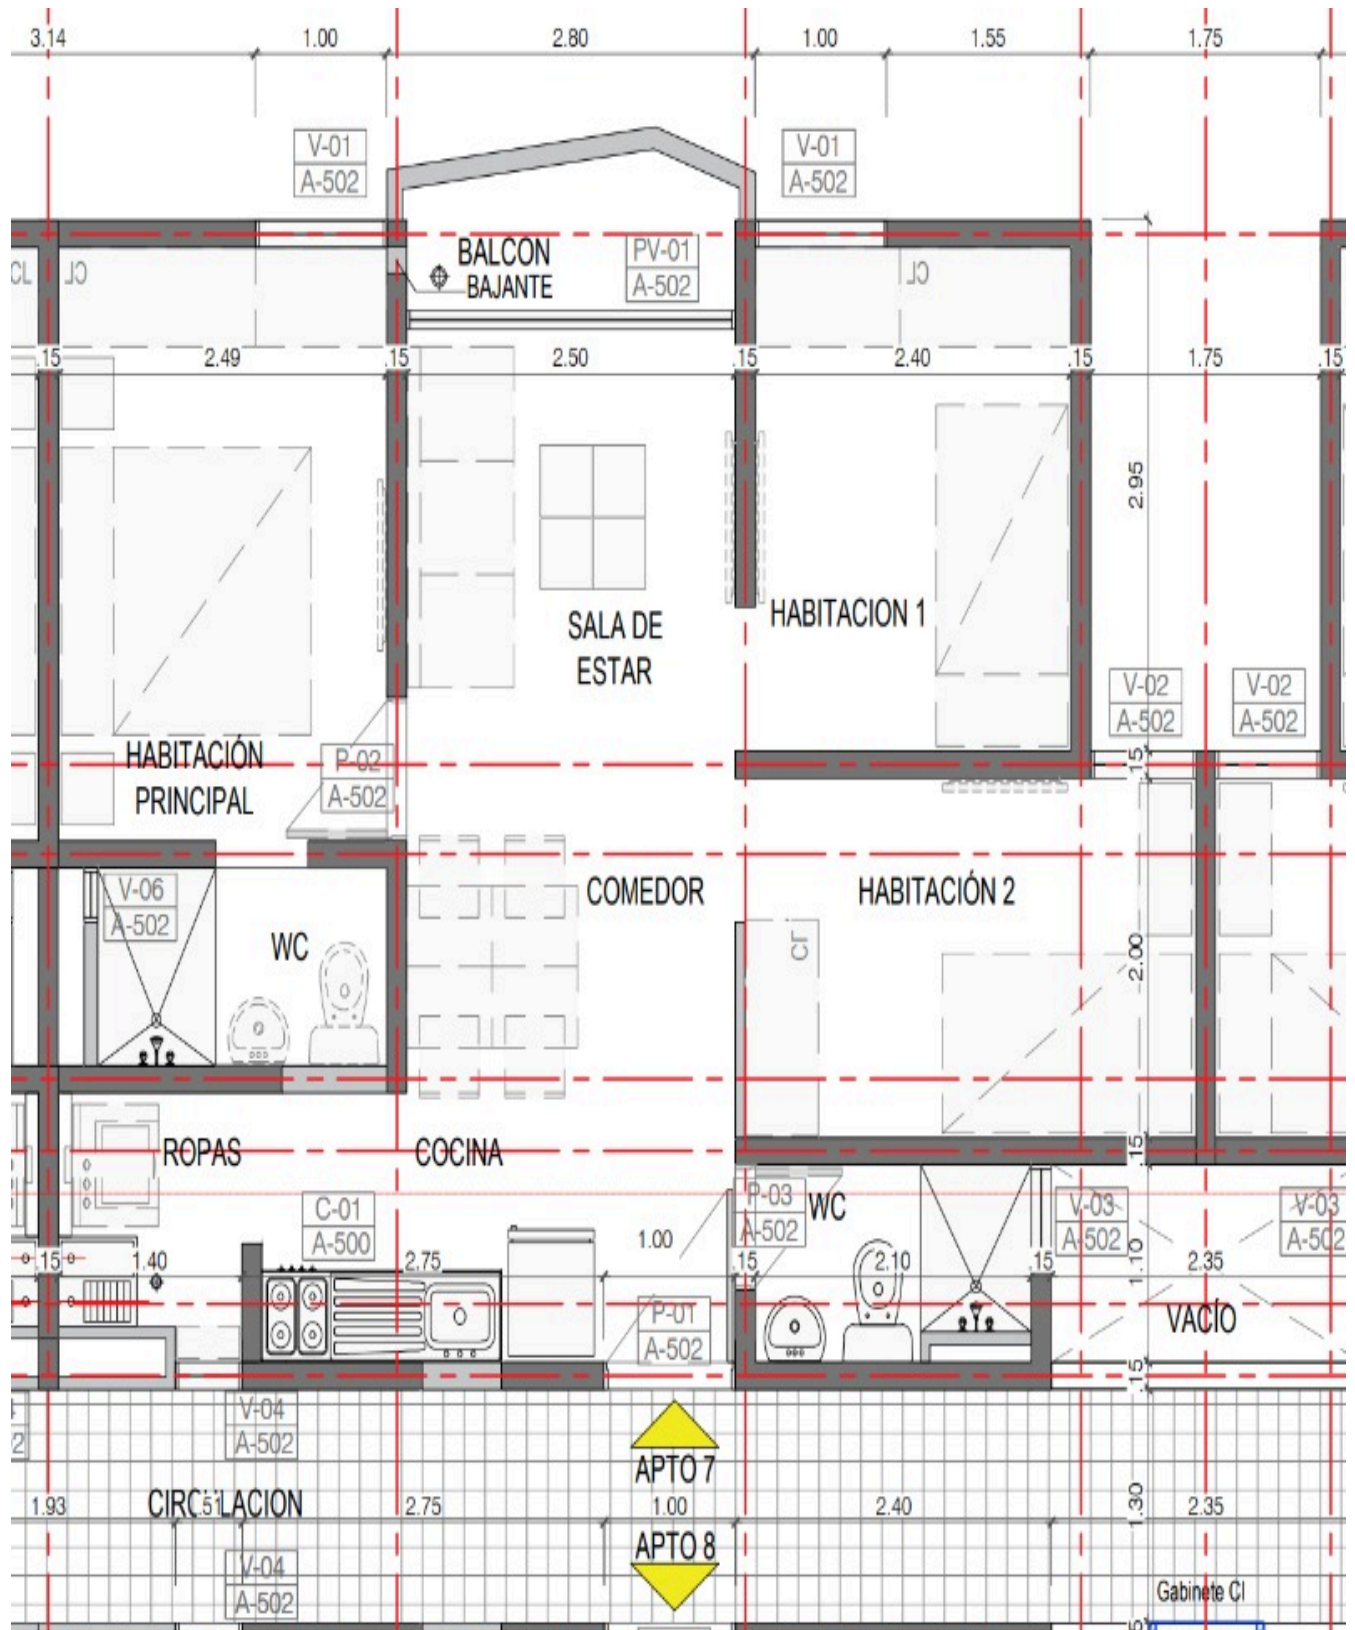 3.14
1.00
2.80
1.00
1.55
1.75
V-01
A-502
V-01
A-502
BALCON
BAJANTE
PV-01
A-502
CL
CL
CL
.15
2.49
.15
2.50
.15
2.40
.15
1.75
.15
2.95
SALA DE
ESTAR
HABITACION 1
V-02
A-502
V-02
A-502
HABITACIÓN
PRINCIPAL
P-02
A-502
.15
V-06
A-502
WC
COMEDOR
HABITACIÓN 2
CL
2.00
ROPAS
COCINA
.15
C-01
A-500
1.00
P-03
A-502
WC
V-03
A-502
V-03
A-502
.15
1.40
2.75
.15
2.10
.15
1.10
2.35
P-01
A-502
VACÍO
.15
V-04
A-502
APTO 7
1.93
CIRCULACION
.51
2.75
1.00
2.40
1.30
2.35
APTO 8
V-04
A-502
Gabinete CI